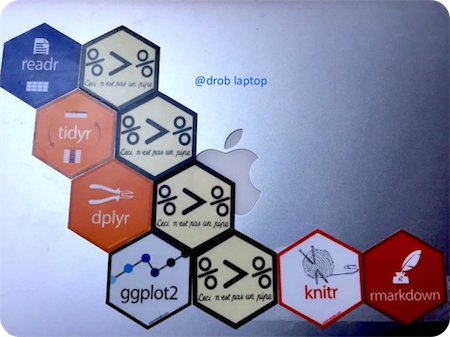 readr
%>%
Ceci n'est pas un pipe
@drob laptop
tidyr
%>%
Ceci n'est pas un pipe
dplyr
%>%
Ceci n'est pas un pipe
ggplot2
%>%
Ceci n'est pas un pipe
knitr
rmarkdown